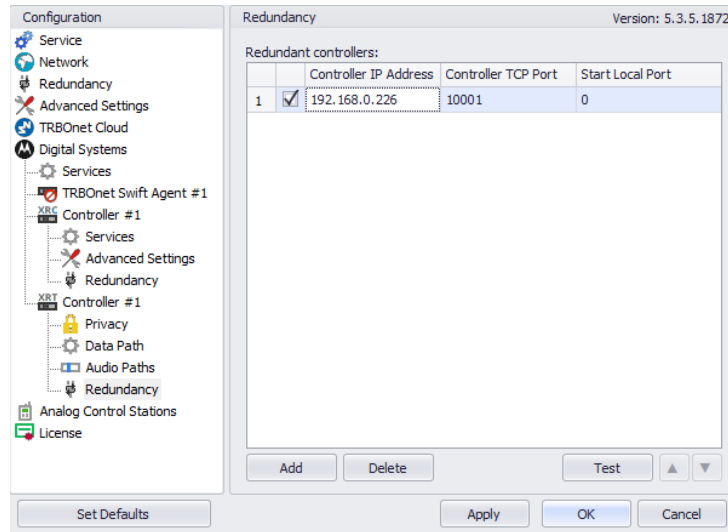 Configuration
Service
Network
Redundancy
Advanced Settings
TRBOnet Cloud
Digital Systems
Services
TRBOnet Swift Agent #1
XRC Controller #1
Services
Advanced Settings
Redundancy
XRT Controller #1
Privacy
Data Path
Audio Paths
Redundancy
Analog Control Stations
License
Set Defaults
Redundancy Version: 5.3.5.1872
Redundant controllers:
Controller IP Address Controller TCP Port Start Local Port
1 192.168.0.226 10001 0
Add Delete Test
Apply OK Cancel